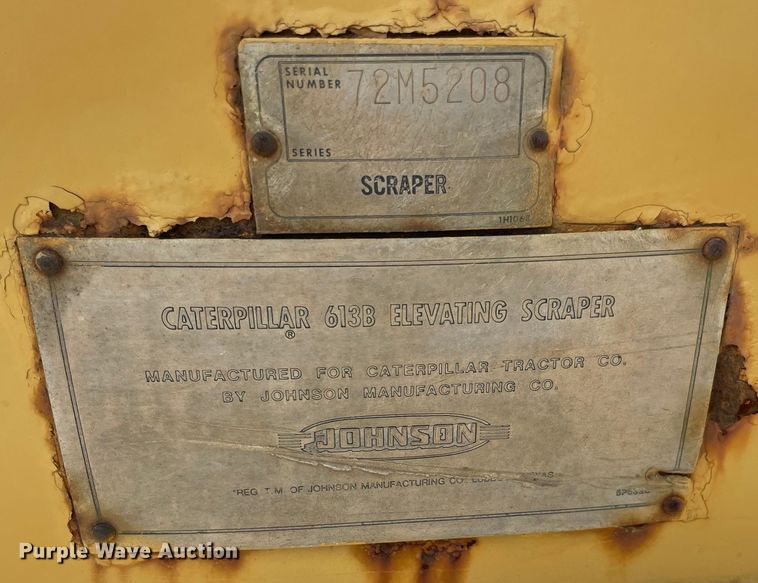 SERIAL
NUMBER 72M5208
SERIES
SCRAPER
CATERPILLAR® 613B ELEVATING SCRAPER
MANUFACTURED FOR CATERPILLAR TRACTOR CO.
BY JOHNSON MANUFACTURING CO.
JOHNSON
*REG. T.M. OF JOHNSON MANUFACTURING CO.
Purple Wave Auction